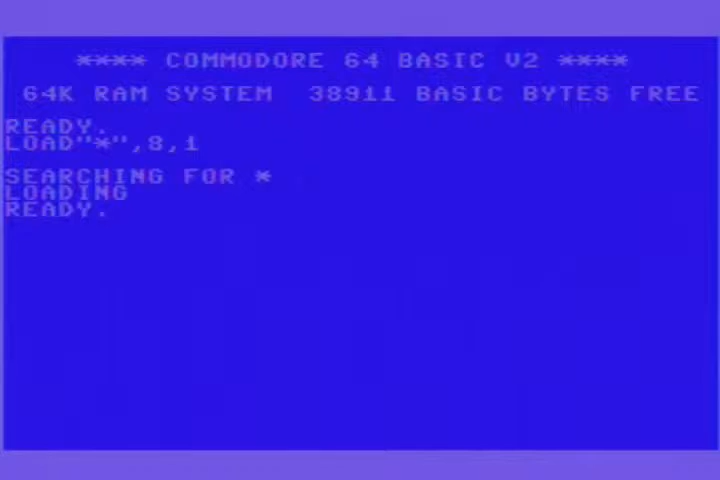 **** COMMODORE 64 BASIC V2 ****
64K RAM SYSTEM  38911 BASIC BYTES FREE
READY.
LOAD"*",8,1
SEARCHING FOR *
LOADING
READY.